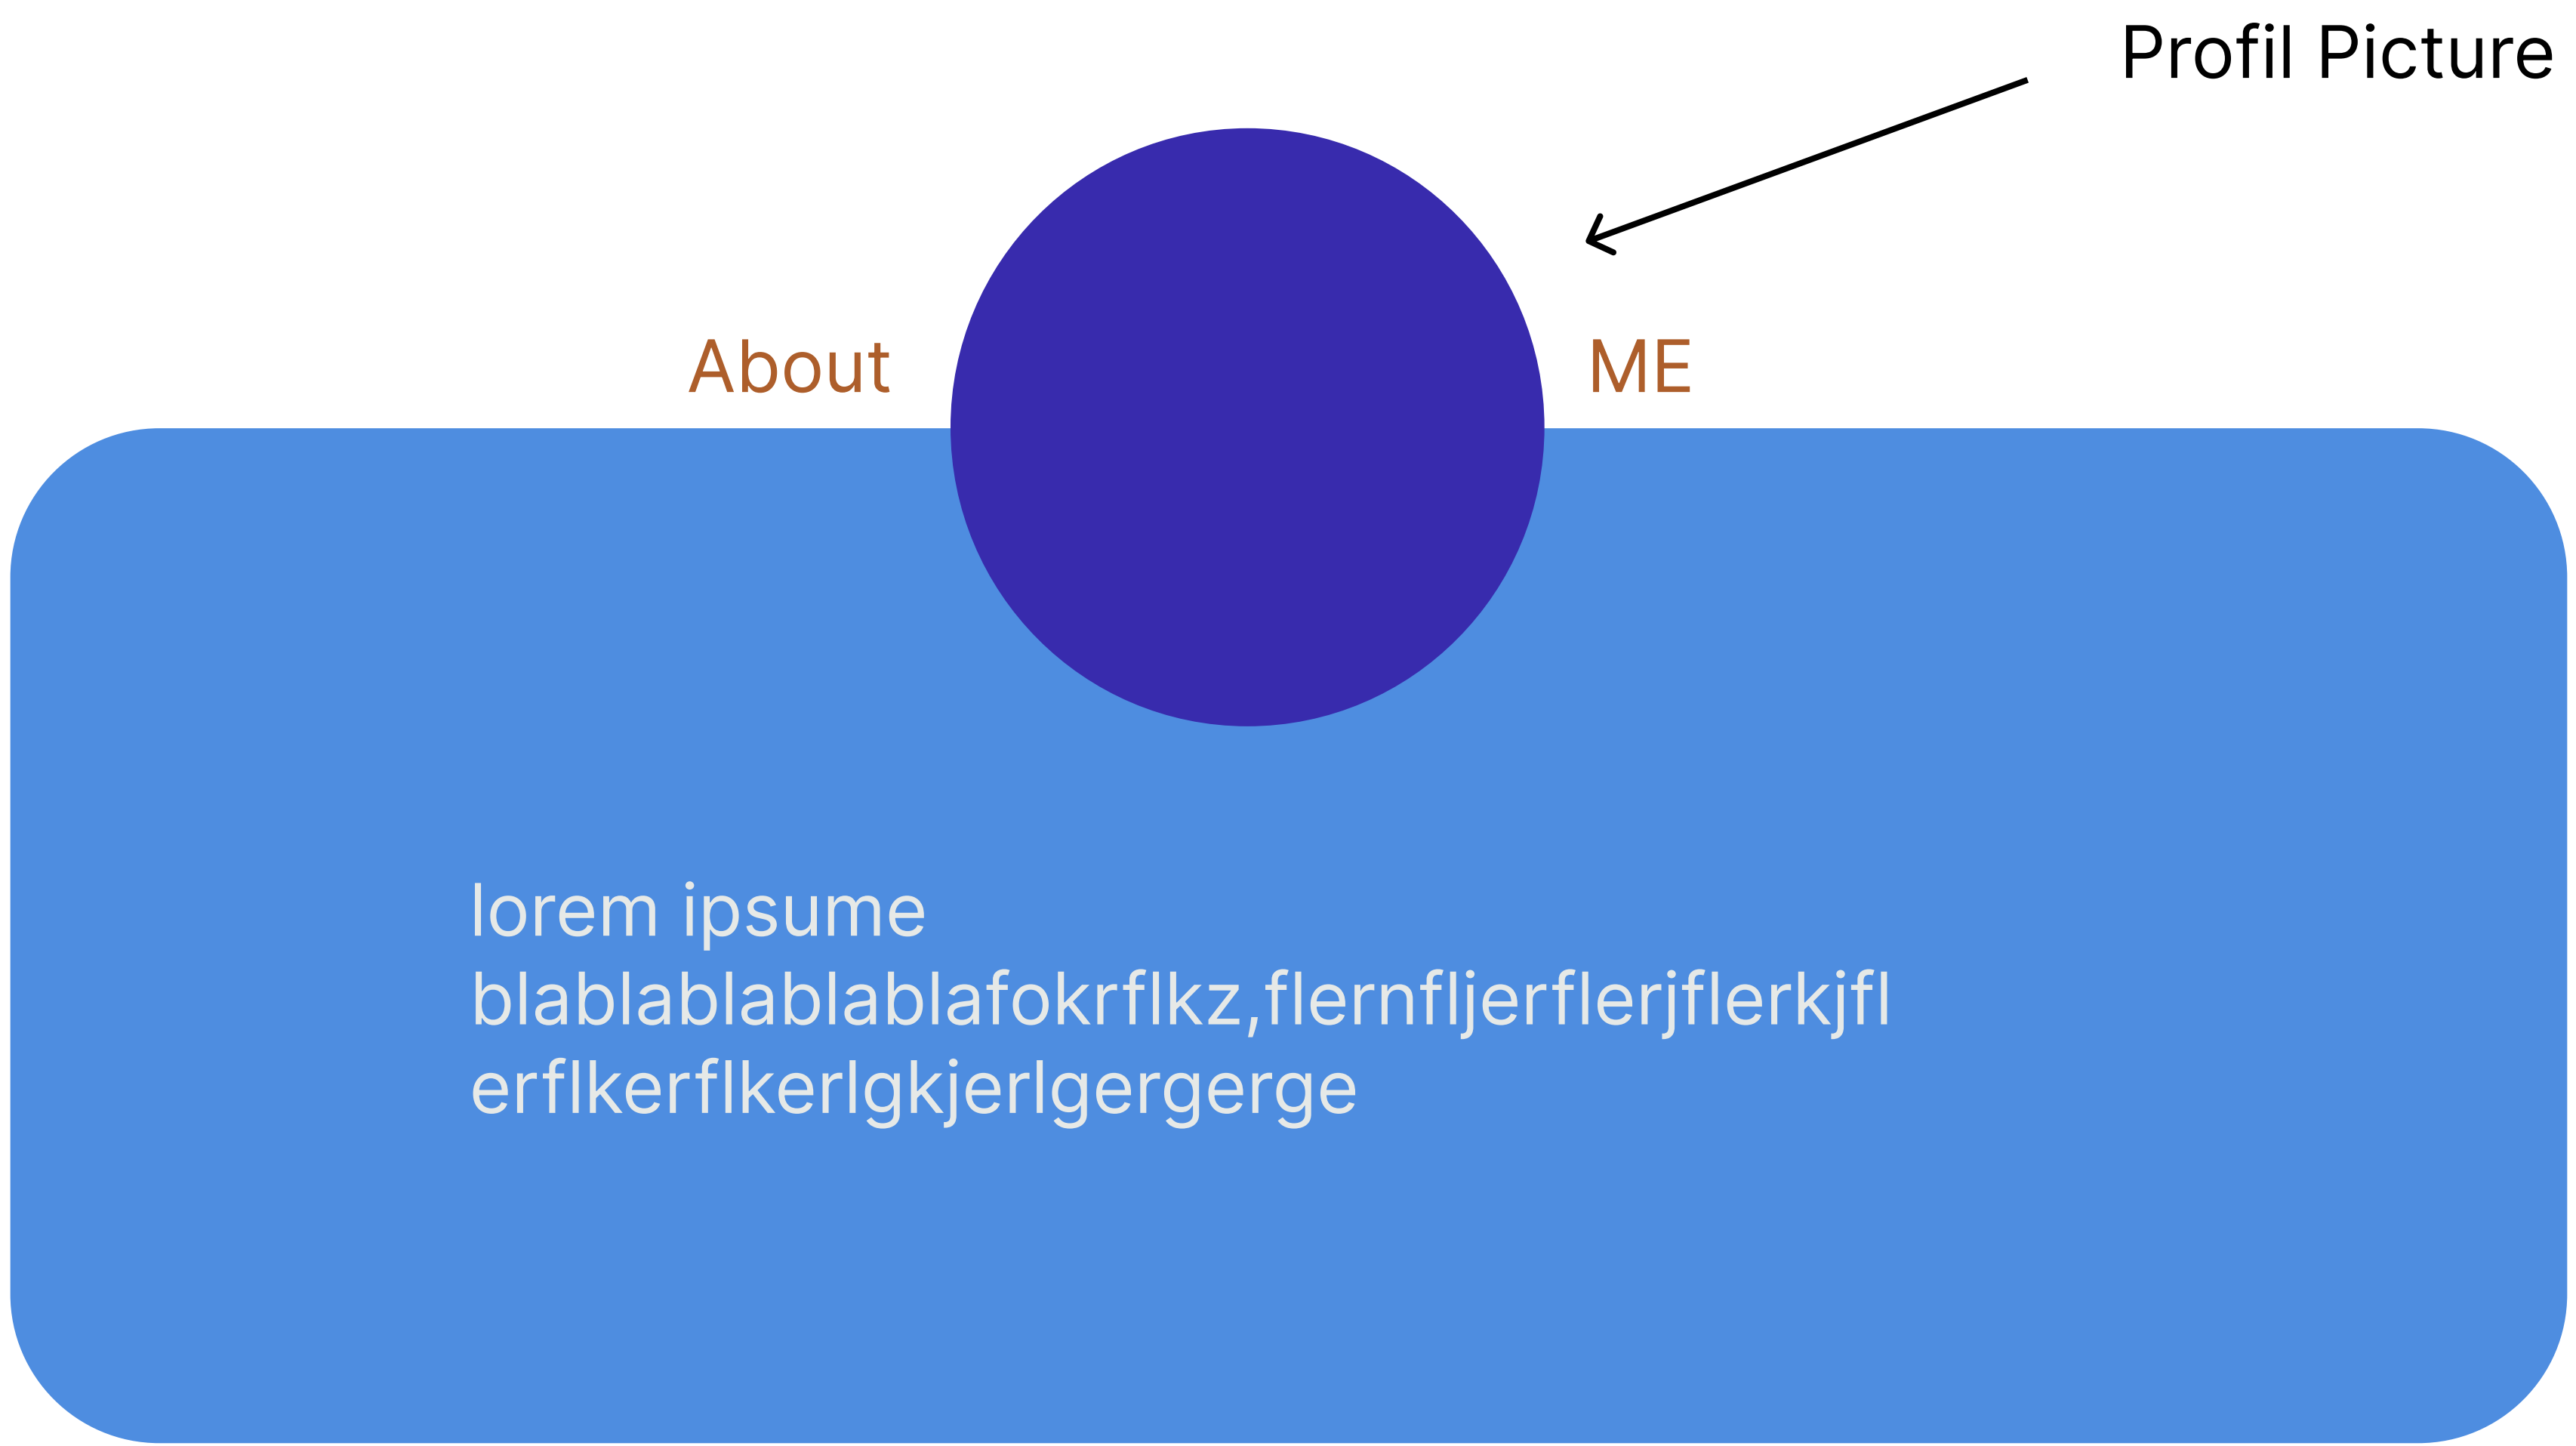 Profil Picture
About
ME
lorem ipsume
blablablablablafokrflkz,flernfljerflerjflerkjfl
erflkerflkerlgkjerlgergerge